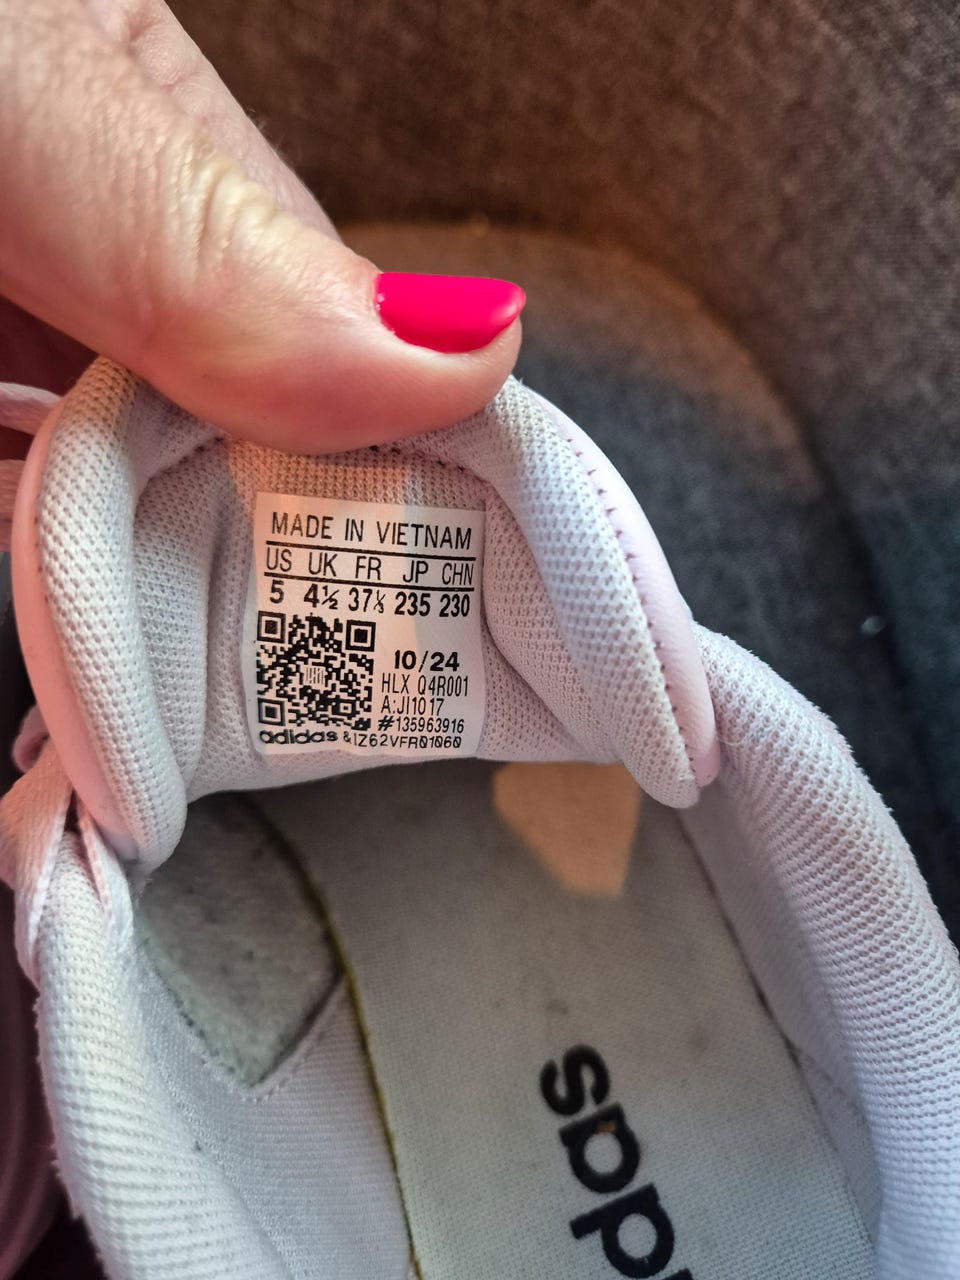 MADE IN VIETNAM
US UK FR JP CHN
5 4½ 37⅓ 235 230
10/24
HLX Q4R001
A:JI1017
#135963916
adidas &IZ62VFR01060
adidas